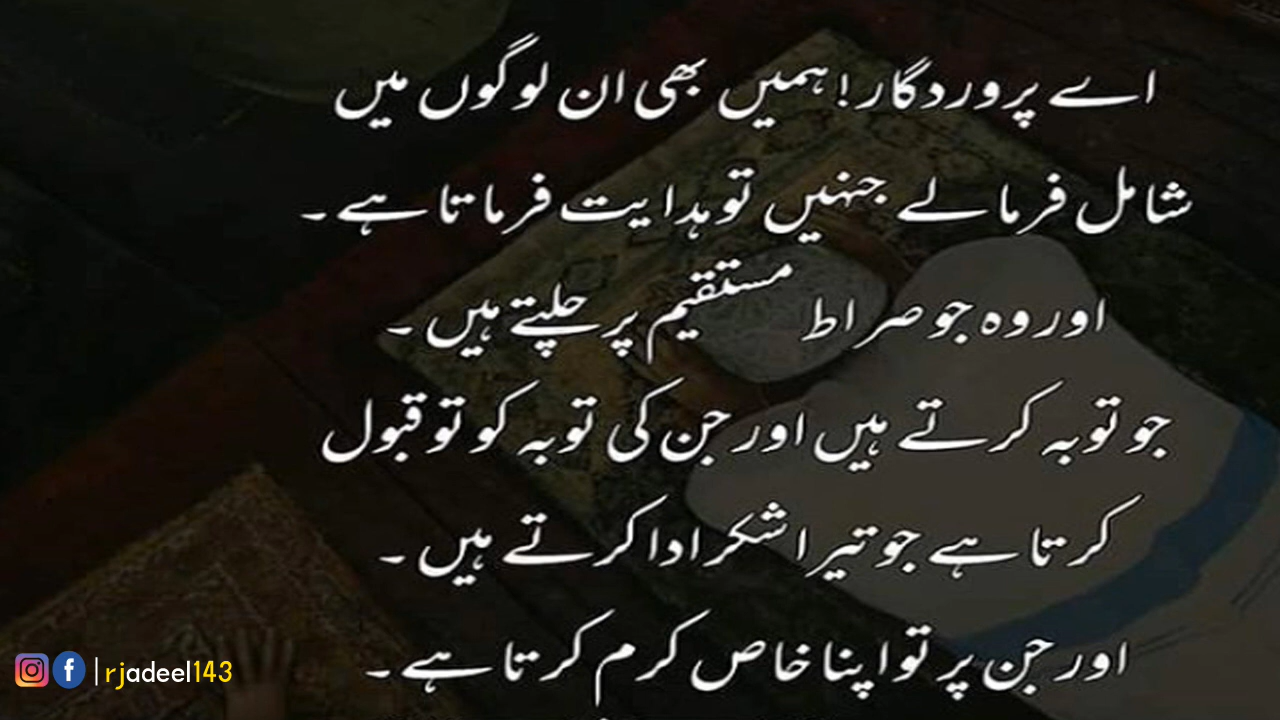 اے پروردگار! ہمیں بھی ان لوگوں میں
شامل فرمالے جنہیں تو ہدایت فرماتا ہے۔
اور وہ جو صراط مستقیم پر چلتے ہیں۔
جو توبہ کرتے ہیں اور جن کی توبہ کو تو قبول
کرتا ہے جو تیرا شکر ادا کرتے ہیں۔
اور جن پر تو اپنا خاص کرم کرتا ہے۔
|rjadeel143